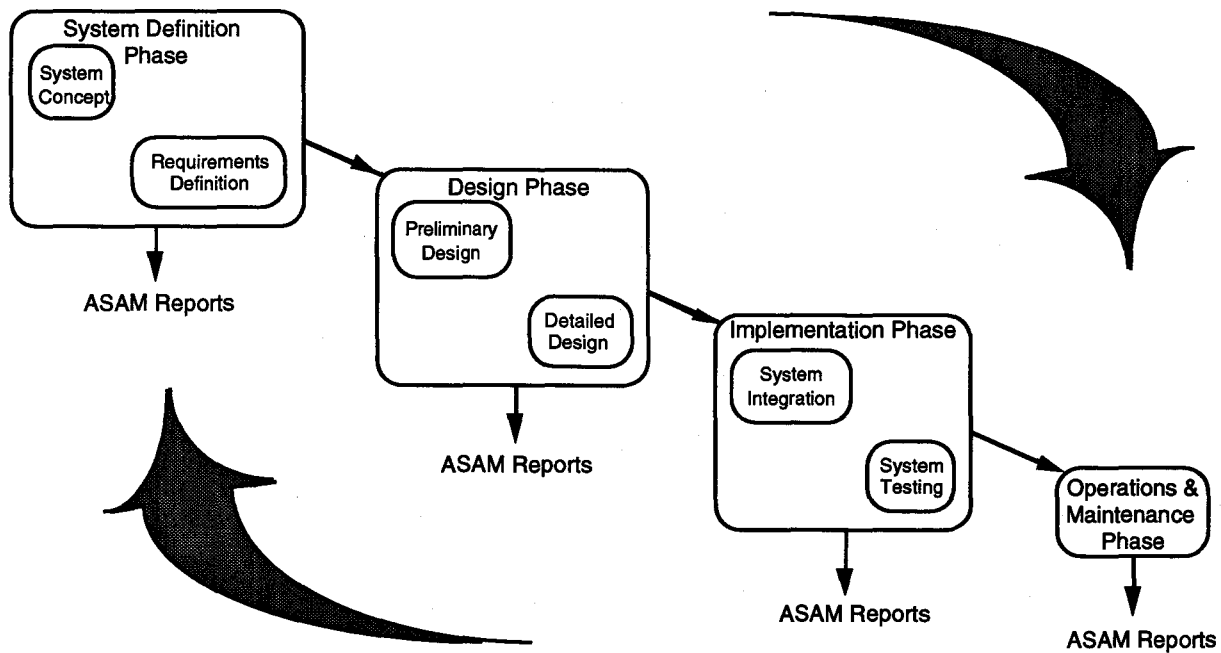 System Definition
Phase
System
Concept
Requirements
Definition
ASAM Reports
Design Phase
Preliminary
Design
Detailed
Design
ASAM Reports
Implementation Phase
System
Integration
System
Testing
ASAM Reports
Operations &
Maintenance
Phase
ASAM Reports